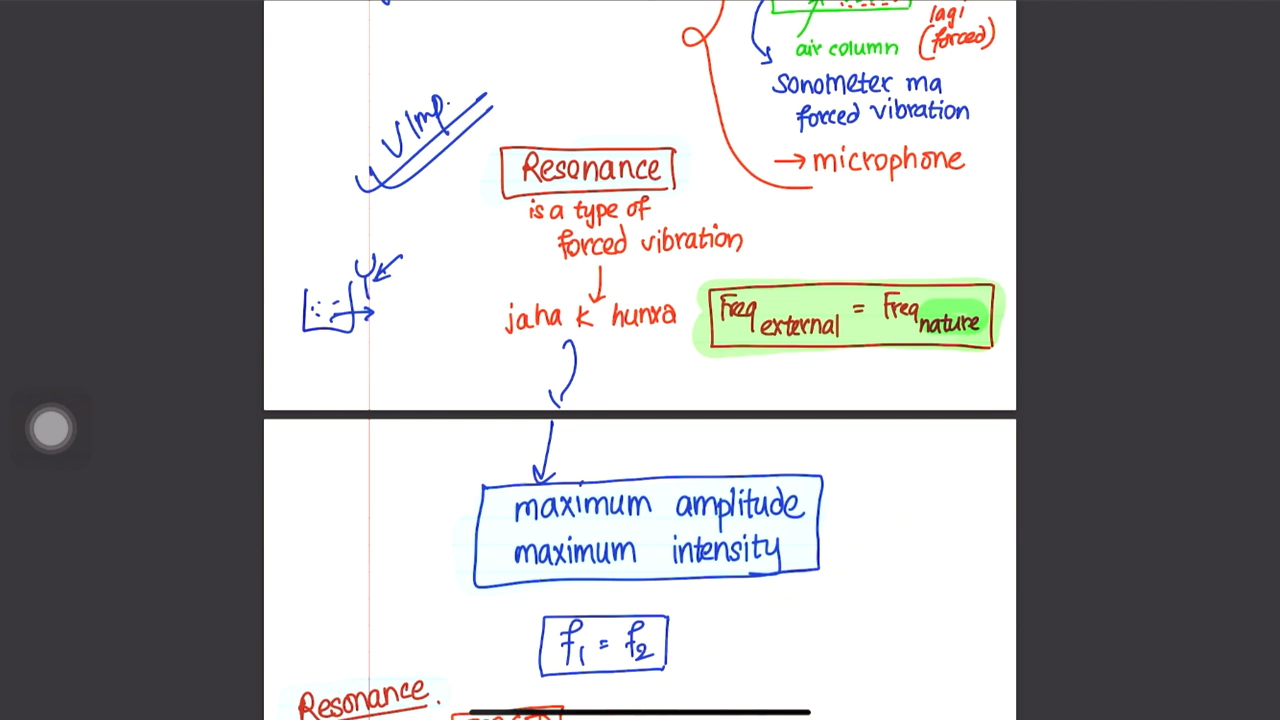 lagi
(forced)
air column
Sonometer ma
forced vibration
→ microphone
V Imp.
Resonance
is a type of
forced vibration
jaha k hunxa
Freq external = Freq nature
maximum amplitude
maximum intensity
f1 = f2
Resonance.